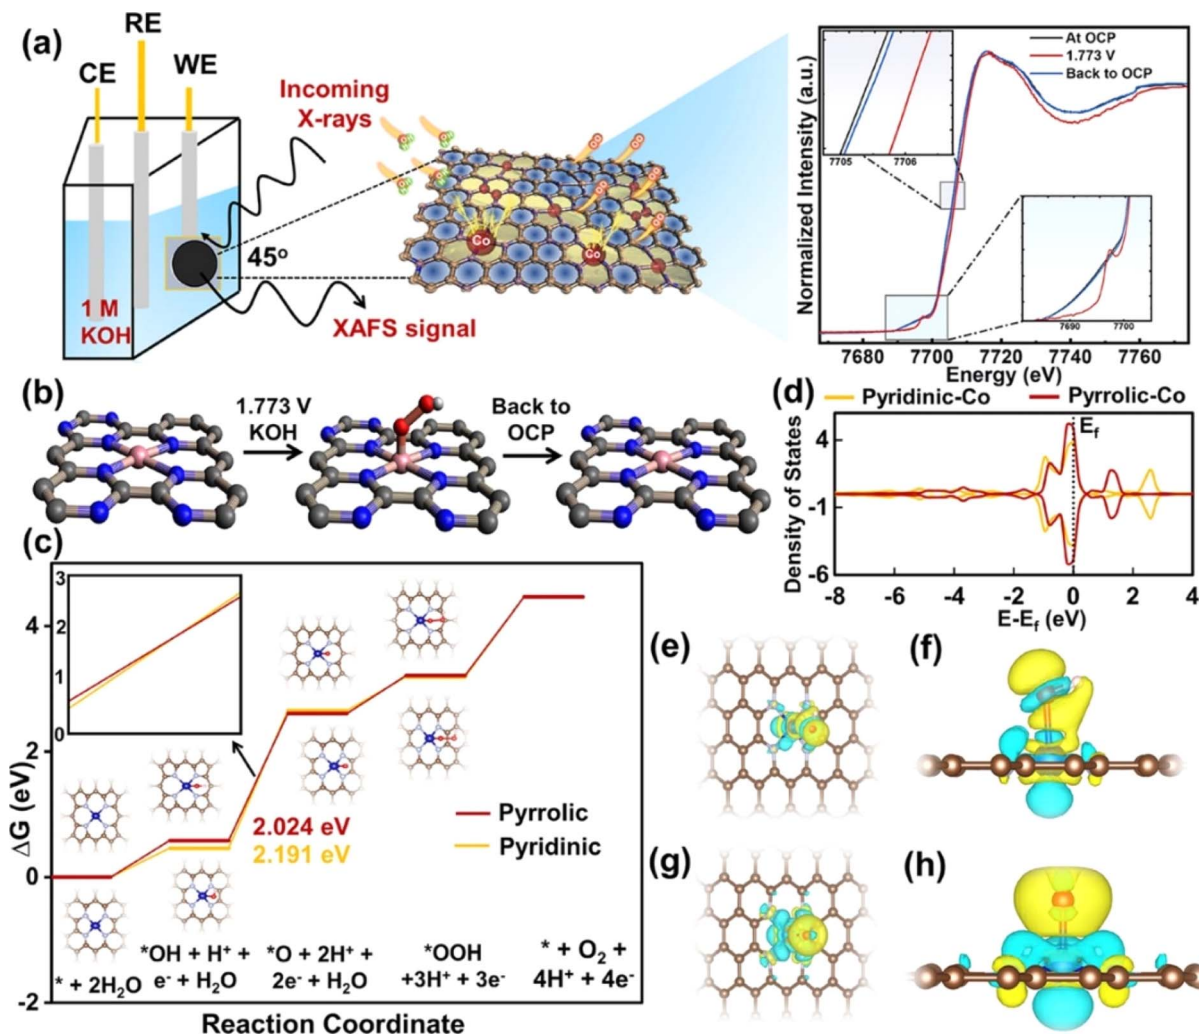 (a)
RE
CE
WE
Incoming
X-rays
45°
1 M
KOH
XAFS signal
Co
Co
Normalized Intensity (a.u.)
At OCP
1.773 V
Back to OCP
7705 7706
7690 7700
7680 7700 7720 7740 7760
Energy (eV)
(b)
1.773 V
KOH
Back to
OCP
(d)
Pyridinic-Co Pyrrolic-Co
E_f
Density of States
4
-1
-6
-8 -6 -4 -2 0 2 4
E-E_f (eV)
(c)
3
2
1
0
4
2
0
-2
ΔG (eV)
2.024 eV
2.191 eV
Pyrrolic
Pyridinic
* + 2H₂O
*OH + H⁺ +
e⁻ + H₂O
*O + 2H⁺ +
2e⁻ + H₂O
*OOH
+3H⁺ + 3e⁻
* + O₂ +
4H⁺ + 4e⁻
Reaction Coordinate
(e)
(f)
(g)
(h)